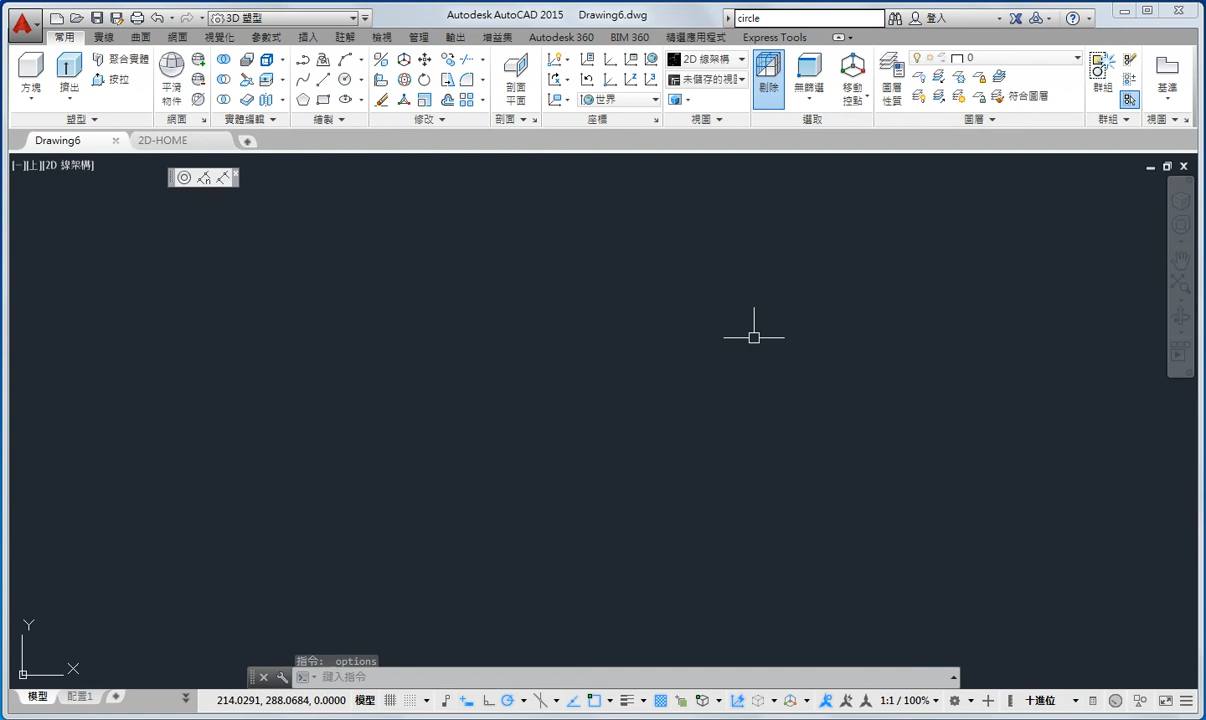 3D 塑型
Autodesk AutoCAD 2015 Drawing6.dwg
circle
登入
常用 實線 曲面 網面 視覺化 參數式 插入 註解 檢視 管理 輸出 增益集 Autodesk 360 BIM 360 精選應用程式 Express Tools
方塊
擠出
聚合實體
按拉
平滑
物件
剖面
平面
2D 線架構
未儲存的視
世界
剔除
無篩選
移動
控點
圖層
性質
0
符合圖層
群組
基準
塑型 網面 實體編輯 繪製 修改 剖面 座標 視圖 選取 圖層 群組 視圖
Drawing6 2D-HOME
[−][上][2D 線架構]
n
Y
X
指令: _options
鍵入指令
模型 配置1
214.0291, 288.0684, 0.0000 模型
1:1 / 100%
十進位